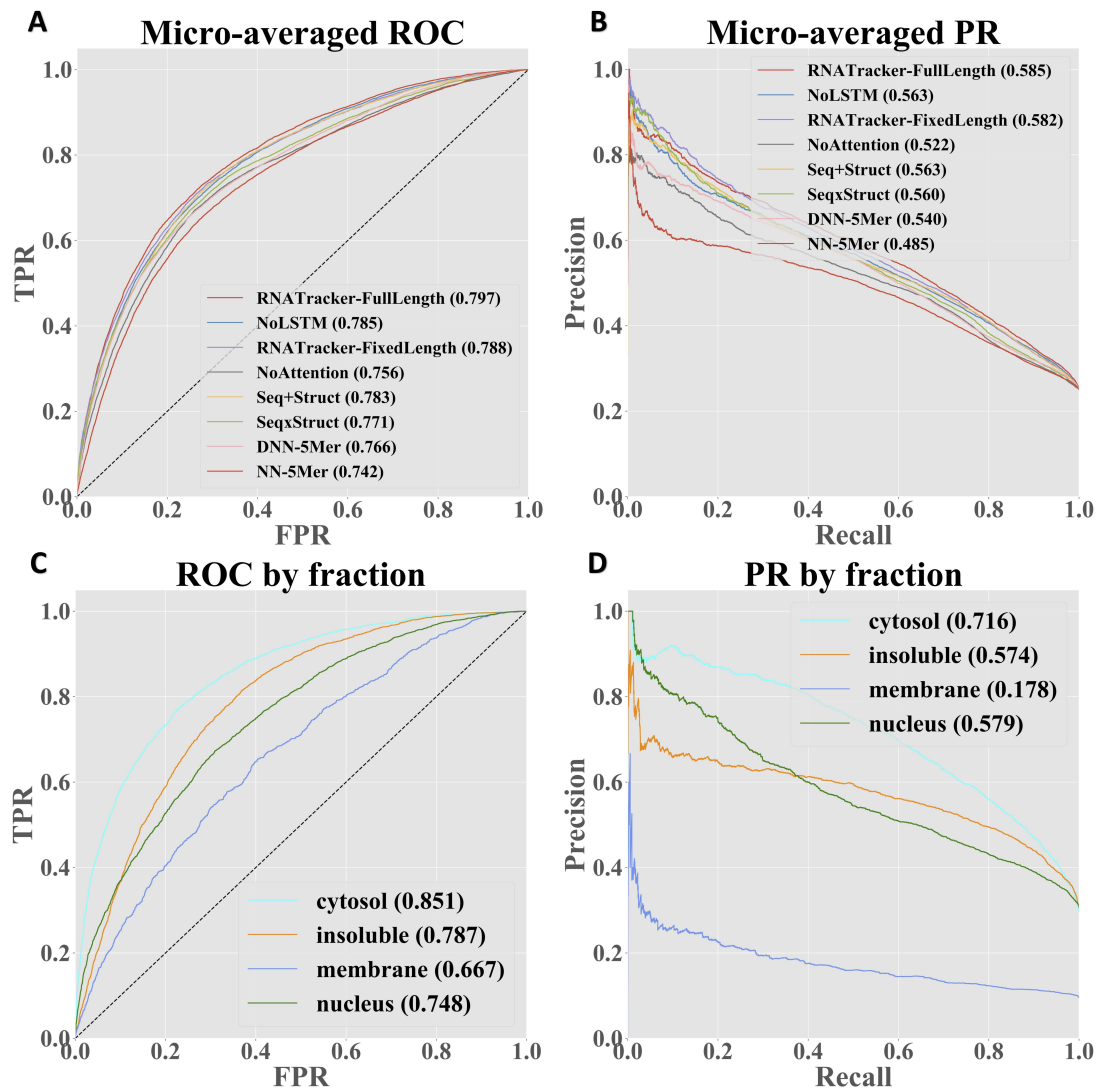 A
Micro-averaged ROC
1.0
0.8
0.6
0.4
0.2
0.0
TPR
RNATracker-FullLength (0.797)
NoLSTM (0.785)
RNATracker-FixedLength (0.788)
NoAttention (0.756)
Seq+Struct (0.783)
SeqxStruct (0.771)
DNN-5Mer (0.766)
NN-5Mer (0.742)
0.0 0.2 0.4 0.6 0.8 1.0
FPR
B
Micro-averaged PR
1.0
0.8
0.6
0.4
0.2
0.0
Precision
RNATracker-FullLength (0.585)
NoLSTM (0.563)
RNATracker-FixedLength (0.582)
NoAttention (0.522)
Seq+Struct (0.563)
SeqxStruct (0.560)
DNN-5Mer (0.540)
NN-5Mer (0.485)
0.0 0.2 0.4 0.6 0.8 1.0
Recall
C
ROC by fraction
1.0
0.8
0.6
0.4
0.2
0.0
TPR
cytosol (0.851)
insoluble (0.787)
membrane (0.667)
nucleus (0.748)
0.0 0.2 0.4 0.6 0.8 1.0
FPR
D
PR by fraction
1.0
0.8
0.6
0.4
0.2
0.0
Precision
cytosol (0.716)
insoluble (0.574)
membrane (0.178)
nucleus (0.579)
0.0 0.2 0.4 0.6 0.8 1.0
Recall